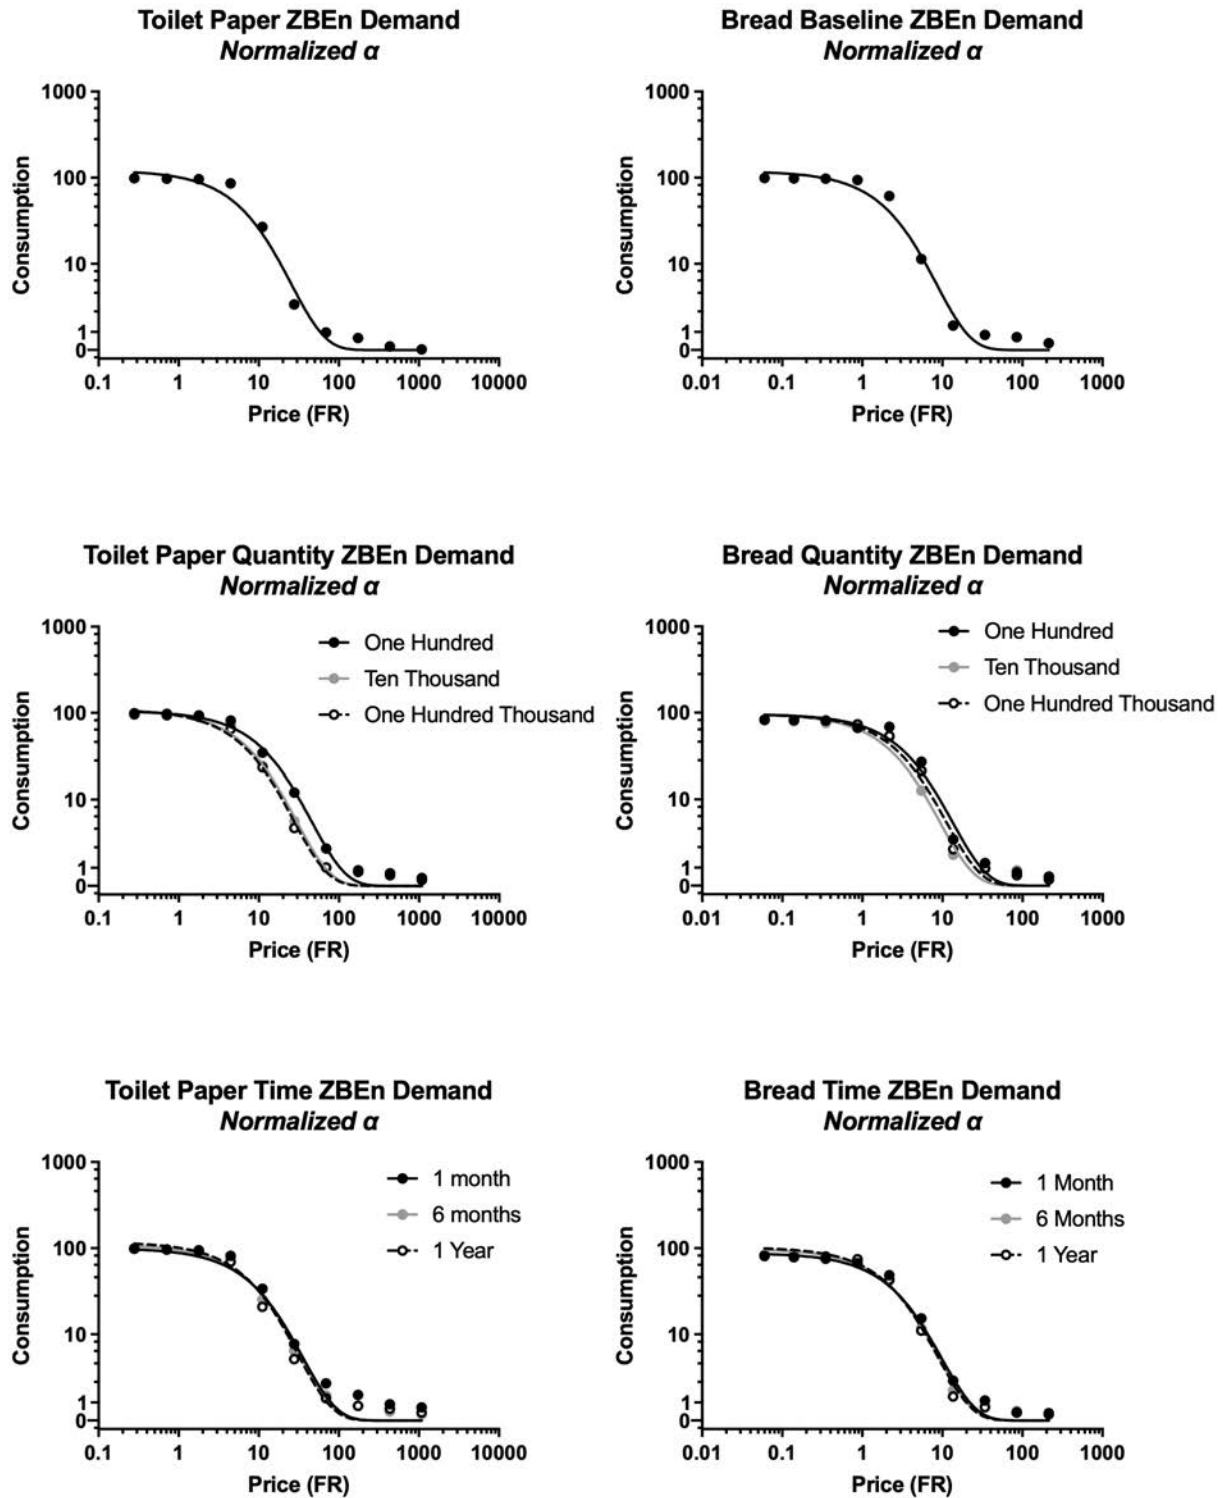 Toilet Paper ZBEn Demand
Normalized α
1000
100
10
1
0
Consumption
0.1 1 10 100 1000 10000
Price (FR)
Bread Baseline ZBEn Demand
Normalized α
1000
100
10
1
0
Consumption
0.01 0.1 1 10 100 1000
Price (FR)
Toilet Paper Quantity ZBEn Demand
Normalized α
One Hundred
Ten Thousand
One Hundred Thousand
1000
100
10
1
0
Consumption
0.1 1 10 100 1000 10000
Price (FR)
Bread Quantity ZBEn Demand
Normalized α
One Hundred
Ten Thousand
One Hundred Thousand
1000
100
10
1
0
Consumption
0.01 0.1 1 10 100 1000
Price (FR)
Toilet Paper Time ZBEn Demand
Normalized α
1 month
6 months
1 Year
1000
100
10
1
0
Consumption
0.1 1 10 100 1000 10000
Price (FR)
Bread Time ZBEn Demand
Normalized α
1 Month
6 Months
1 Year
1000
100
10
1
0
Consumption
0.01 0.1 1 10 100 1000
Price (FR)